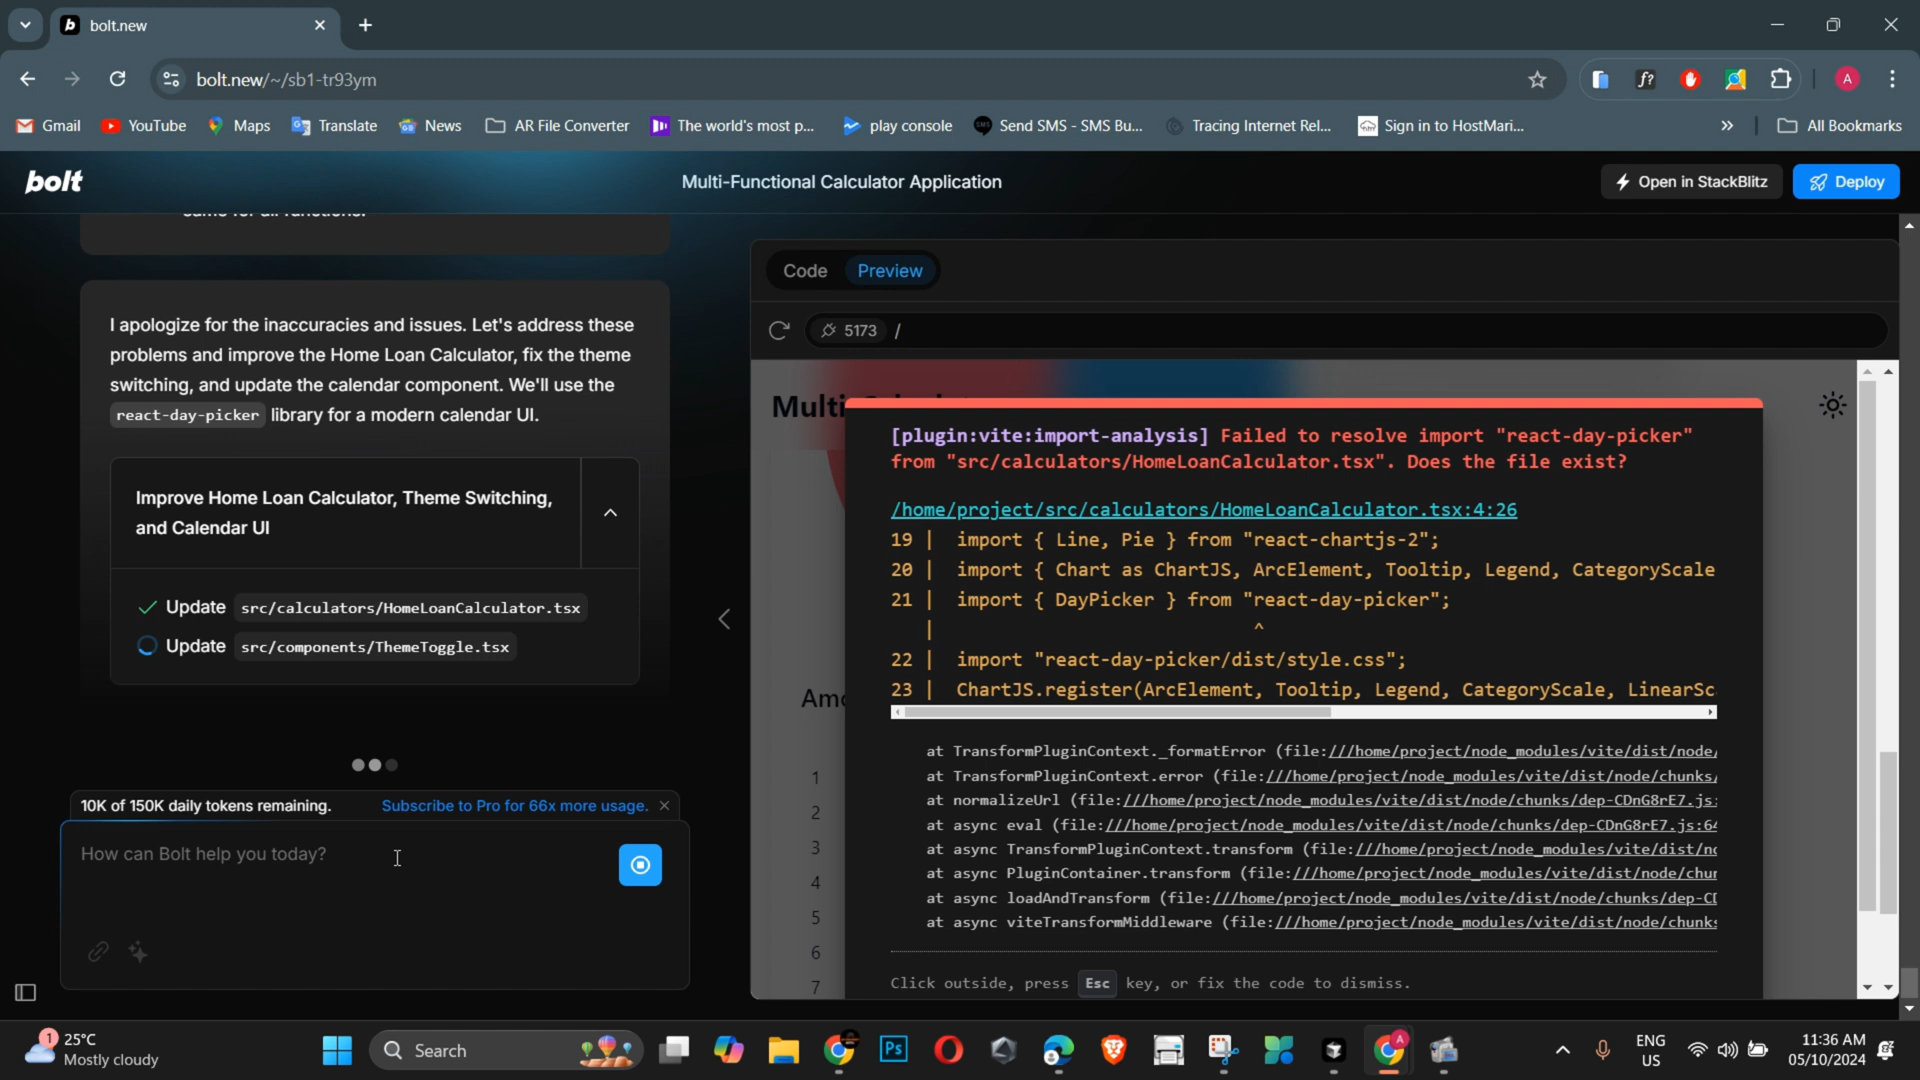 bolt.new
bolt.new/~/sb1-tr93ym
Gmail
YouTube
Maps
Translate
News
AR File Converter
The world's most p...
play console
Send SMS - SMS Bu...
Tracing Internet Rel...
Sign in to HostMari...
All Bookmarks
bolt
Multi-Functional Calculator Application
Open in StackBlitz
Deploy
I apologize for the inaccuracies and issues. Let's address these
problems and improve the Home Loan Calculator, fix the theme
switching, and update the calendar component. We'll use the
react-day-picker library for a modern calendar UI.
Improve Home Loan Calculator, Theme Switching,
and Calendar UI
Update src/calculators/HomeLoanCalculator.tsx
Update src/components/ThemeToggle.tsx
10K of 150K daily tokens remaining. Subscribe to Pro for 66x more usage.
How can Bolt help you today?
Code
Preview
5173 /
Multi
Amo
1
2
3
4
5
6
7
[plugin:vite:import-analysis] Failed to resolve import "react-day-picker"
from "src/calculators/HomeLoanCalculator.tsx". Does the file exist?
/home/project/src/calculators/HomeLoanCalculator.tsx:4:26
19 | import { Line, Pie } from "react-chartjs-2";
20 | import { Chart as ChartJS, ArcElement, Tooltip, Legend, CategoryScale
21 | import { DayPicker } from "react-day-picker";
| ^
22 | import "react-day-picker/dist/style.css";
23 | ChartJS.register(ArcElement, Tooltip, Legend, CategoryScale, LinearSc
at TransformPluginContext._formatError (file:///home/project/node_modules/vite/dist/node/
at TransformPluginContext.error (file:///home/project/node_modules/vite/dist/node/chunks/
at normalizeUrl (file:///home/project/node_modules/vite/dist/node/chunks/dep-CDnG8rE7.js:
at async eval (file:///home/project/node_modules/vite/dist/node/chunks/dep-CDnG8rE7.js:64
at async TransformPluginContext.transform (file:///home/project/node_modules/vite/dist/no
at async PluginContainer.transform (file:///home/project/node_modules/vite/dist/node/chun
at async loadAndTransform (file:///home/project/node_modules/vite/dist/node/chunks/dep-CD
at async viteTransformMiddleware (file:///home/project/node_modules/vite/dist/node/chunks
Click outside, press Esc key, or fix the code to dismiss.
1
25°C
Mostly cloudy
Search
ENG
US
11:36 AM
05/10/2024